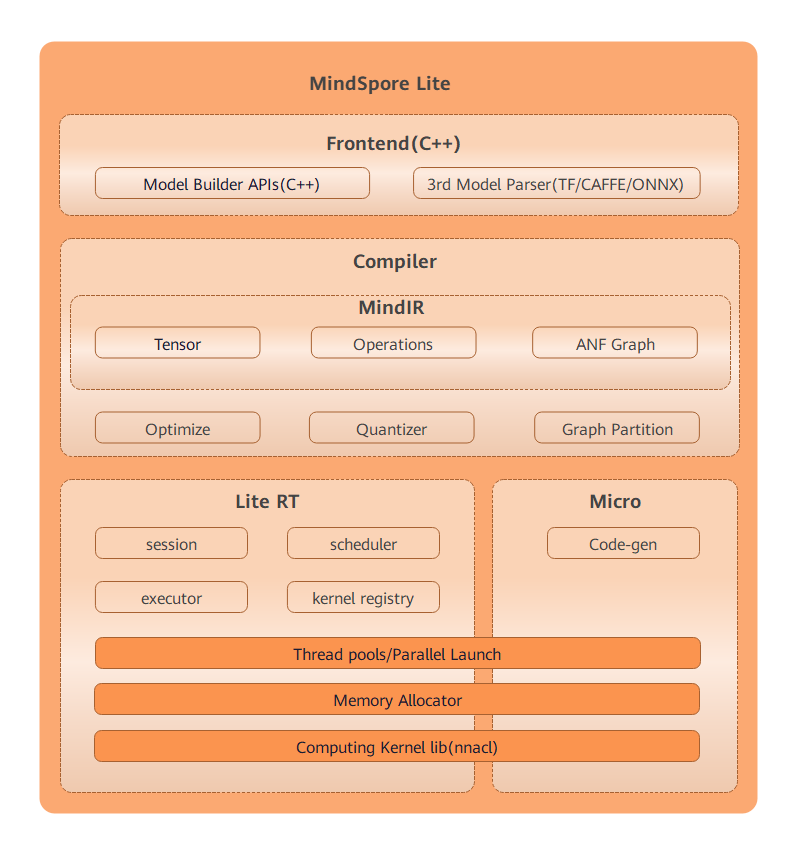 MindSpore Lite
Frontend(C++)
Model Builder APIs(C++)
3rd Model Parser(TF/CAFFE/ONNX)
Compiler
MindIR
Tensor
Operations
ANF Graph
Optimize
Quantizer
Graph Partition
Lite RT
Micro
session
scheduler
Code-gen
executor
kernel registry
Thread pools/Parallel Launch
Memory Allocator
Computing Kernel lib(nnacl)